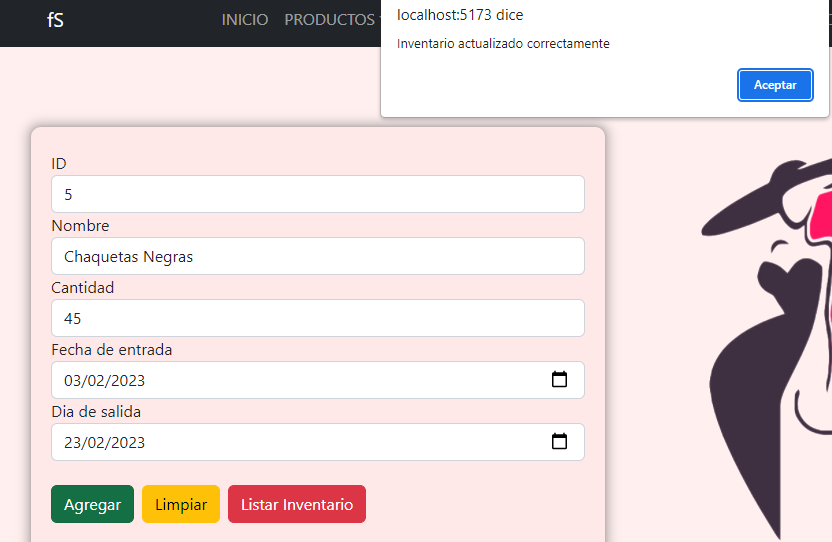 fS
INICIO PRODUCTOS
localhost:5173 dice
Inventario actualizado correctamente
Aceptar
ID
5
Nombre
Chaquetas Negras
Cantidad
45
Fecha de entrada
03/02/2023
Dia de salida
23/02/2023
Agregar Limpiar Listar Inventario